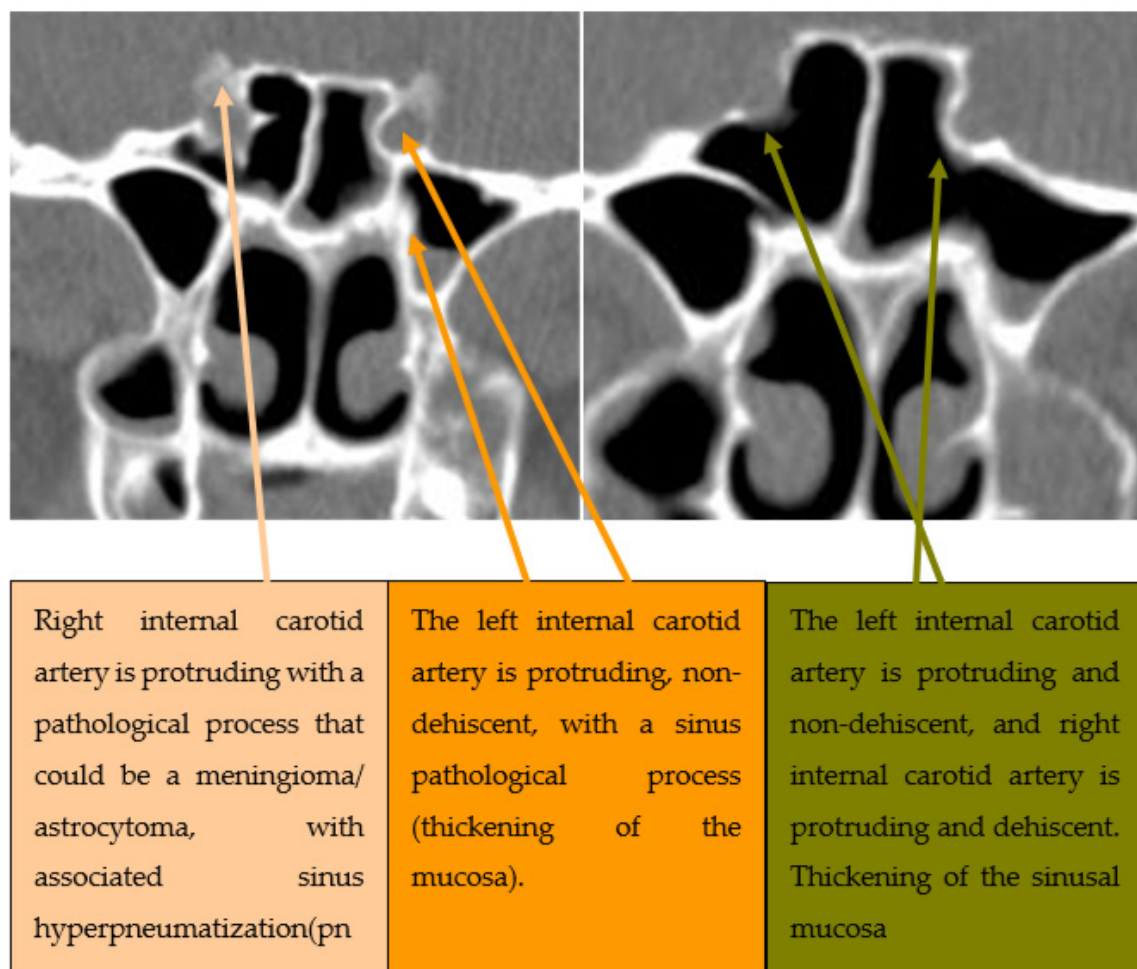 Right internal carotid
artery is protruding with a
pathological process that
could be a meningioma/
astrocytoma, with
associated sinus
hyperpneumatization(pn
The left internal carotid
artery is protruding, non-
dehiscent, with a sinus
pathological process
(thickening of the
mucosa).
The left internal carotid
artery is protruding and
non-dehiscent, and right
internal carotid artery is
protruding and dehiscent.
Thickening of the sinusal
mucosa